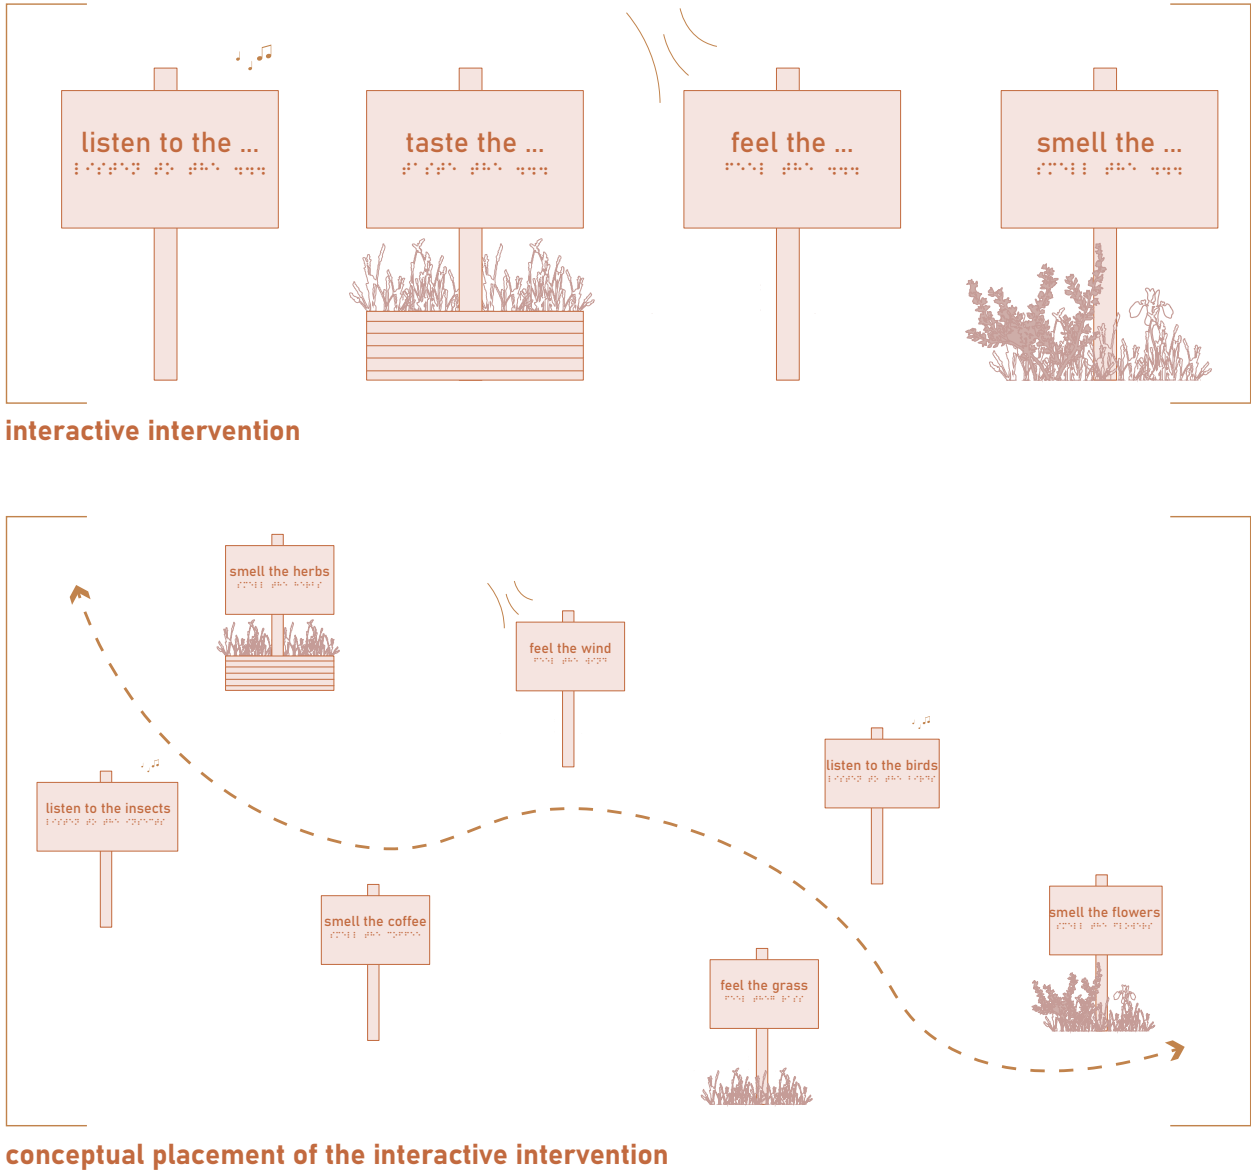 listen to the ...
⠇⠊⠎⠞⠑⠝ ⠞⠕ ⠞⠓⠑ ⠲⠲⠲
taste the ...
⠞⠁⠎⠞⠑ ⠞⠓⠑ ⠲⠲⠲
feel the ...
⠋⠑⠑⠇ ⠞⠓⠑ ⠲⠲⠲
smell the ...
⠎⠍⠑⠇⠇ ⠞⠓⠑ ⠲⠲⠲
interactive intervention
smell the herbs
⠎⠍⠑⠇⠇ ⠞⠓⠑ ⠓⠑⠗⠃⠎
feel the wind
⠋⠑⠑⠇ ⠞⠓⠑ ⠺⠊⠝⠙
listen to the birds
⠇⠊⠎⠞⠑⠝ ⠞⠕ ⠞⠓⠑ ⠃⠊⠗⠙⠎
listen to the insects
⠇⠊⠎⠞⠑⠝ ⠞⠕ ⠞⠓⠑ ⠊⠝⠎⠑⠉⠞⠎
smell the coffee
⠎⠍⠑⠇⠇ ⠞⠓⠑ ⠉⠕⠋⠋⠑⠑
smell the flowers
⠎⠍⠑⠇⠇ ⠞⠓⠑ ⠋⠇⠕⠺⠑⠗⠎
feel the grass
⠋⠑⠑⠇ ⠞⠓⠑⠛ ⠗⠁⠎⠎
conceptual placement of the interactive intervention